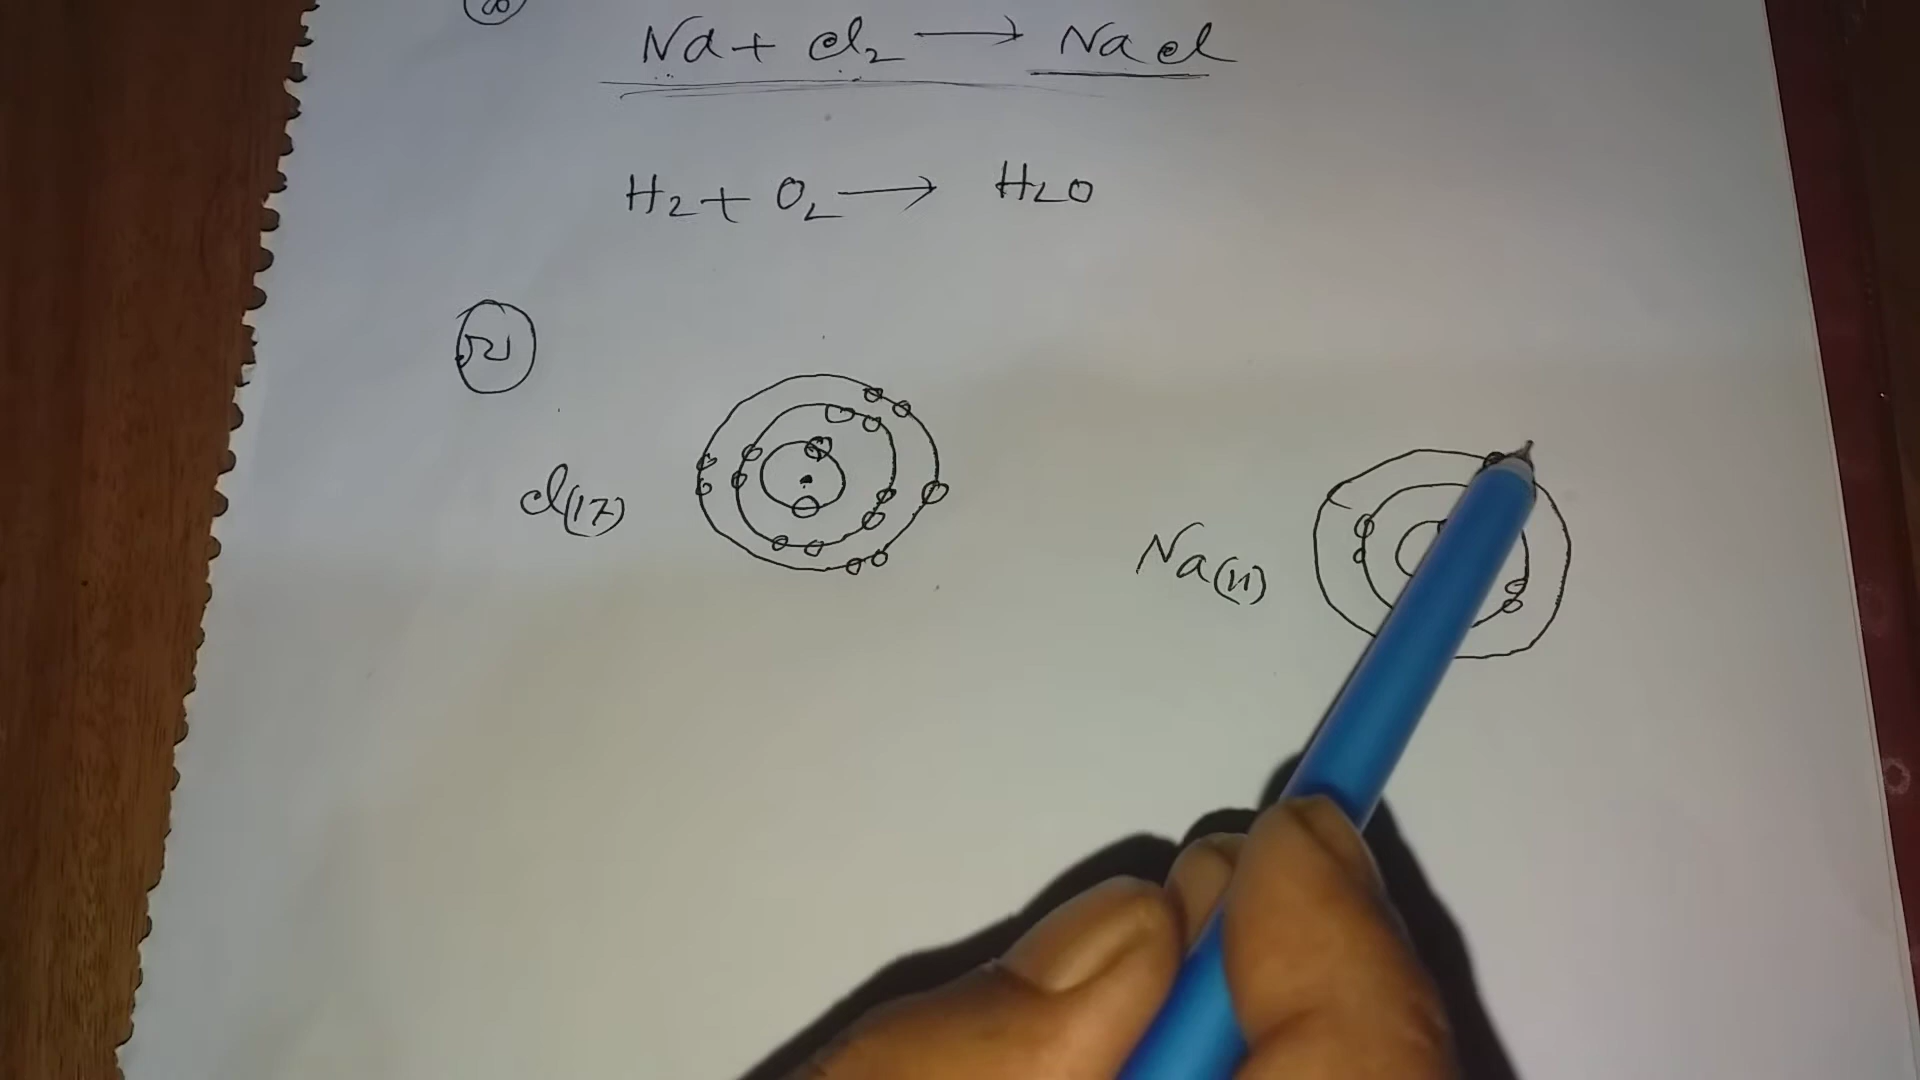 Na + Cl₂ ⟶ NaCl
H₂ + O₂ ⟶ H₂O
Cl(17)
Na(11)